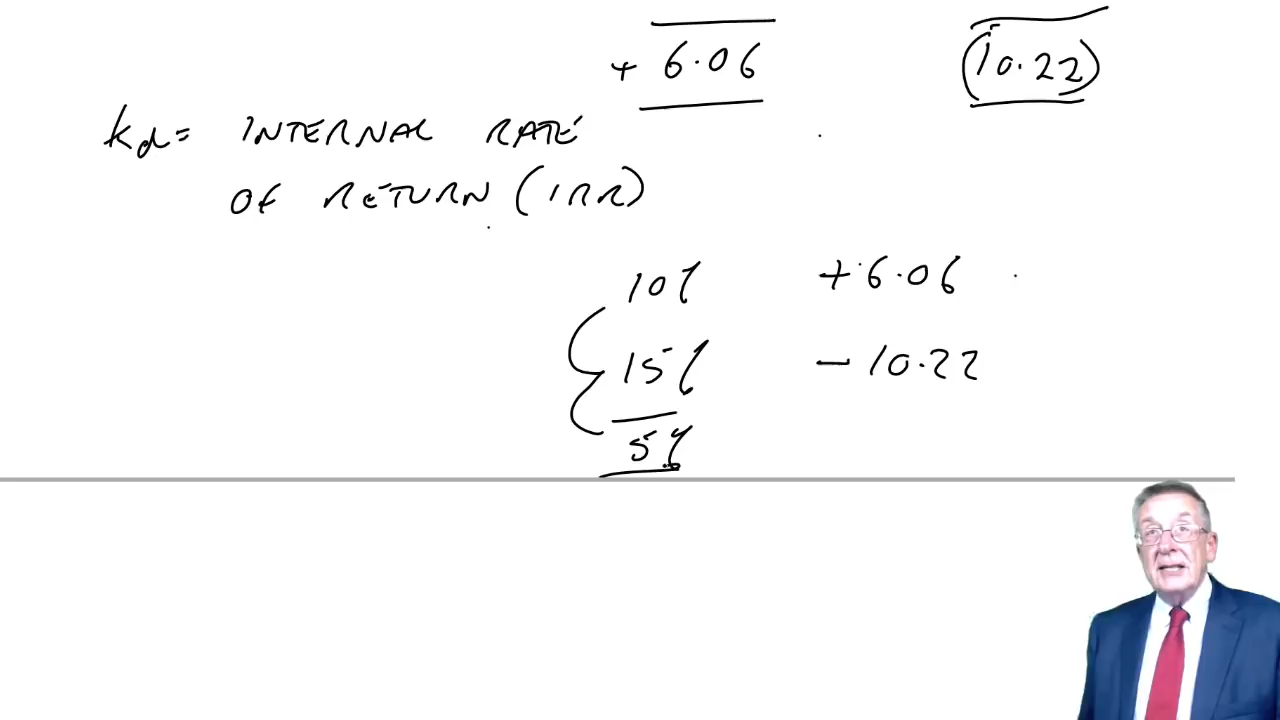 + 6.06 (10.22)
kd= INTERNAL RATE
OF RETURN (IRR)
10% +6.06
15% - 10.22
5%